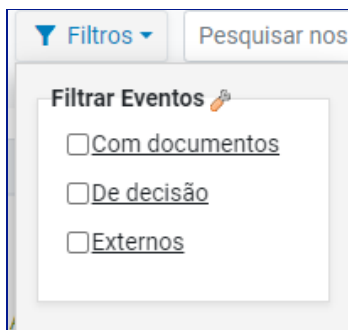 Filtros
Pesquisar nos
Filtrar Eventos
Com documentos
De decisão
Externos